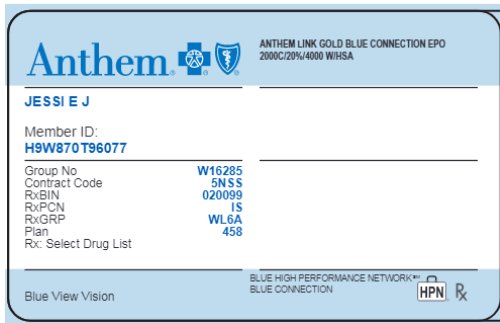 Anthem
ANTHEM LINK GOLD BLUE CONNECTION EPO
2000C/20%/4000 W/HSA
JESSI E J
Member ID:
H9W870T96077
Group No W16285
Contract Code 5NSS
RxBIN 020099
RxPCN IS
RxGRP WL6A
Plan 458
Rx: Select Drug List
Blue View Vision
BLUE HIGH PERFORMANCE NETWORK℠
BLUE CONNECTION
HPN
Rx